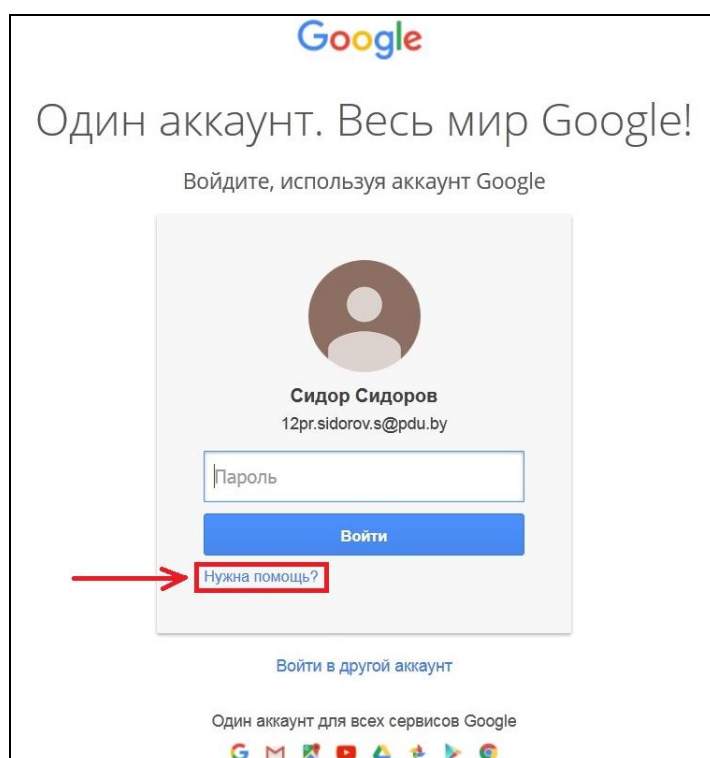 Google
Один аккаунт. Весь мир Google!
Войдите, используя аккаунт Google
Сидор Сидоров
12pr.sidorov.s@pdu.by
Пароль
Войти
Нужна помощь?
Войти в другой аккаунт
Один аккаунт для всех сервисов Google